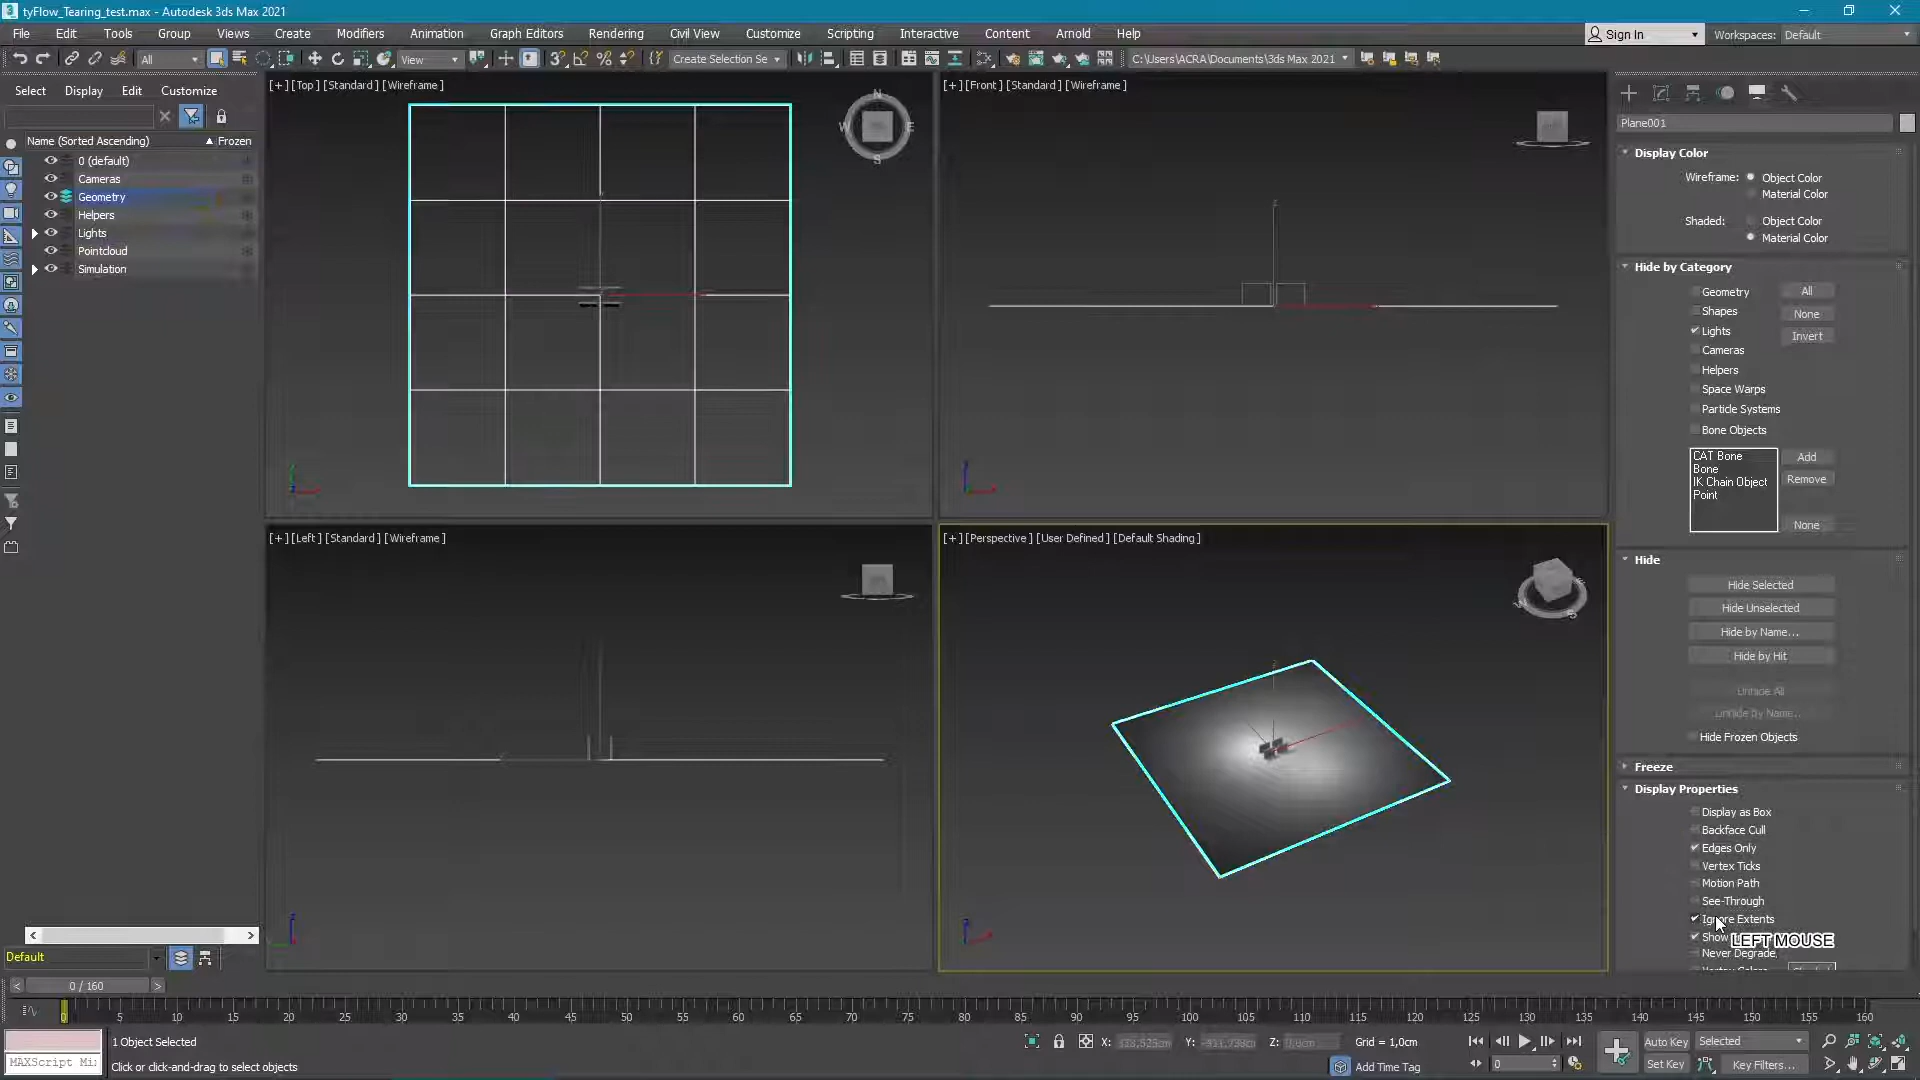 tyFlow_Tearing_test.max - Autodesk 3ds Max 2021
File Edit Tools Group Views Create Modifiers Animation Graph Editors Rendering Civil View Customize Scripting Interactive Content Arnold Help
Sign In Workspaces: Default
All View Create Selection Se C:\Users\ACRA\Documents\3ds Max 2021
Select Display Edit Customize
Name (Sorted Ascending) Frozen
0 (default)
Cameras
Geometry
Helpers
Lights
Pointcloud
Simulation
Default
[+] [Top] [Standard] [Wireframe]
N
W E
S
[+] [Front] [Standard] [Wireframe]
[+] [Left] [Standard] [Wireframe]
[+] [Perspective] [User Defined] [Default Shading]
Plane001
Display Color
Wireframe: Object Color
Material Color
Shaded: Object Color
Material Color
Hide by Category
Geometry All
Shapes None
Lights Invert
Cameras
Helpers
Space Warps
Particle Systems
Bone Objects
CAT Bone Add
Bone
IK Chain Object Remove
Point
None
Hide
Hide Selected
Hide Unselected
Hide by Name...
Hide by Hit
Unhide All
Unhide by Name...
Hide Frozen Objects
Freeze
Display Properties
Display as Box
Backface Cull
Edges Only
Vertex Ticks
Motion Path
See-Through
Ignore Extents
Show
LEFT MOUSE
Never Degrade
< 0 / 160 >
0 5 10 15 20 25 30 35 40 45 50 55 60 65 70 75 80 85 90 95 100 105 110 115 120 125 130 135 140 145 150 155 160
1 Object Selected
MAXScript Mi
Click or click-and-drag to select objects
X: Y: Z: Grid = 1,0cm
Add Time Tag
0
Auto Key Selected
Set Key Key Filters...